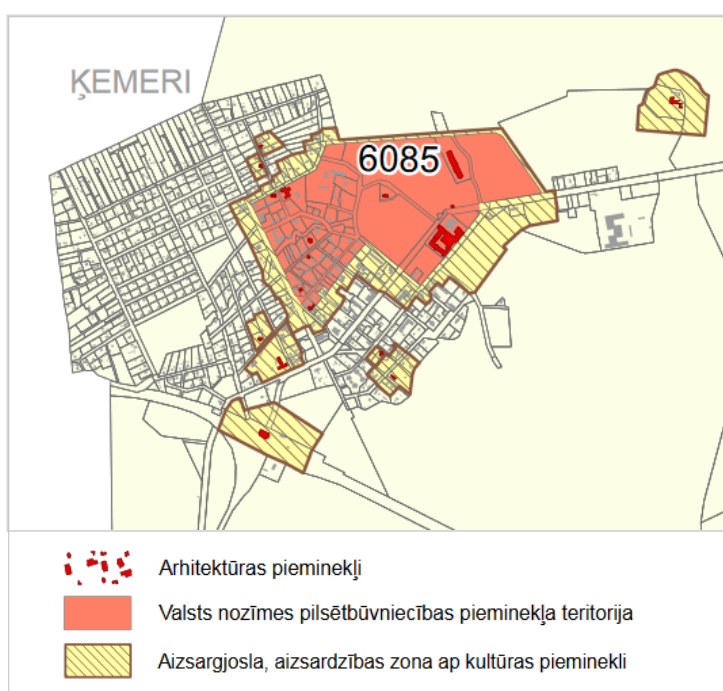 ĶEMERI
6085
Arhitektūras pieminekļi
Valsts nozīmes pilsētbūvniecības pieminekļa teritorija
Aizsargjosla, aizsardzības zona ap kultūras pieminekli